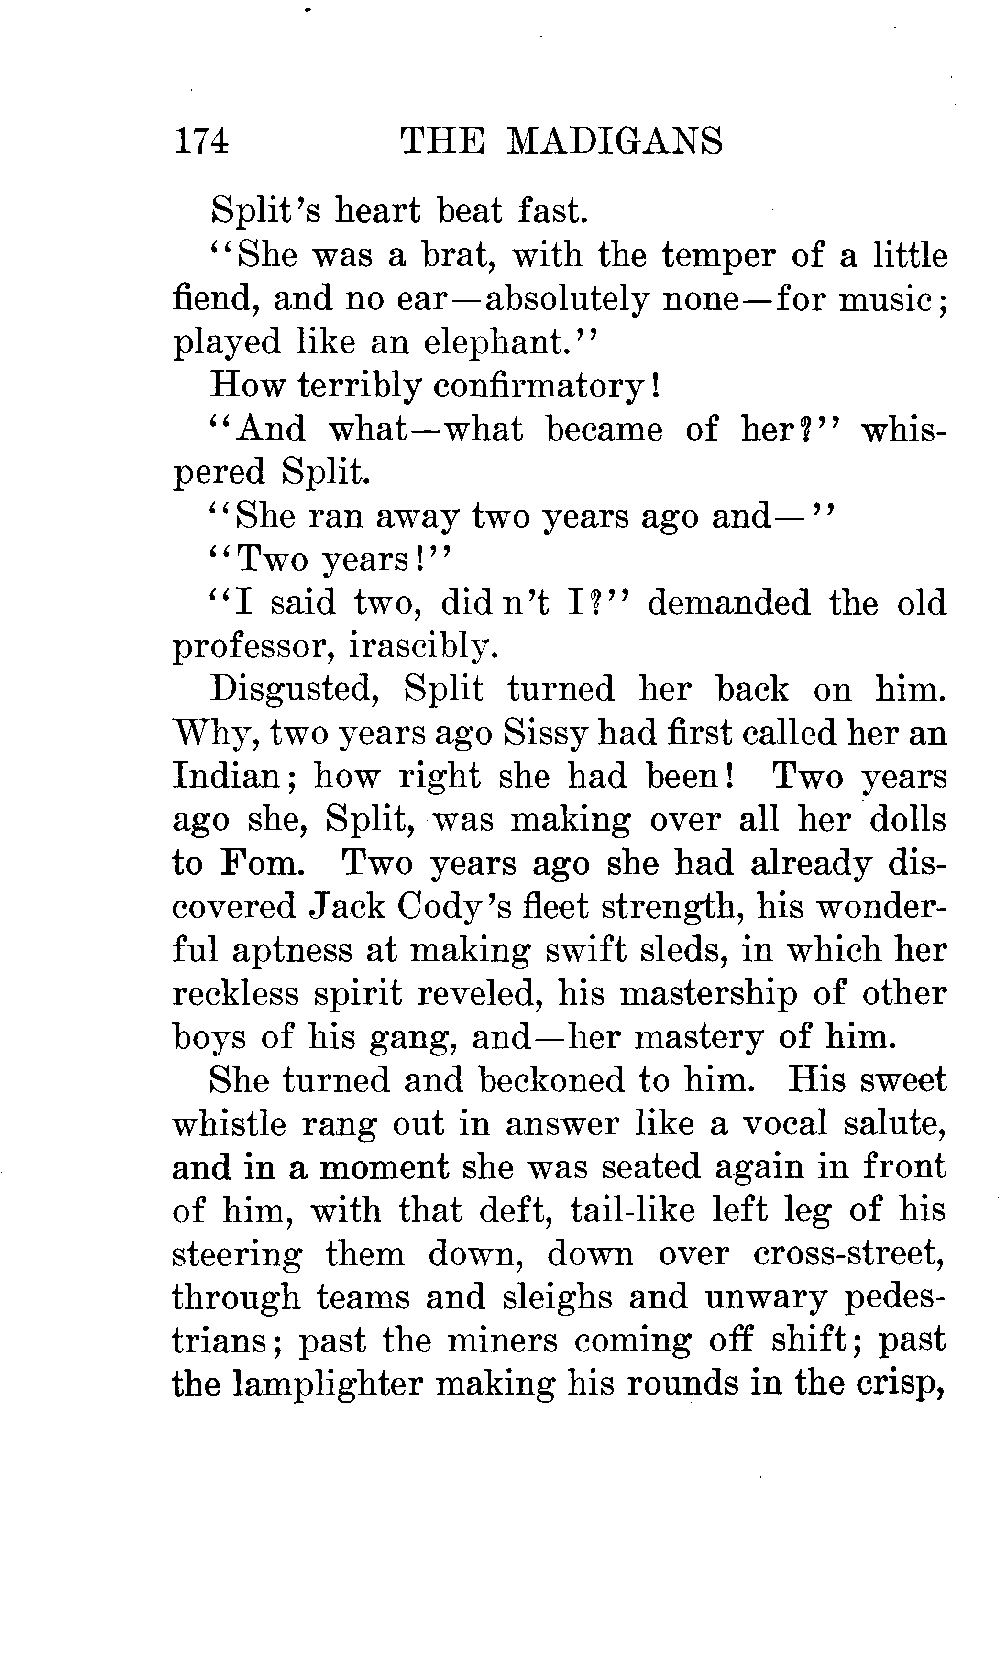 174 THE MADIGANS
Split's heart beat fast.
"She was a brat, with the temper of a little
fiend, and no ear—absolutely none—for music;
played like an elephant."
How terribly confirmatory!
"And what—what became of her?" whis-
pered Split.
"She ran away two years ago and—"
"Two years!"
"I said two, did n't I?" demanded the old
professor, irascibly.
Disgusted, Split turned her back on him.
Why, two years ago Sissy had first called her an
Indian; how right she had been! Two years
ago she, Split, was making over all her dolls
to Fom. Two years ago she had already dis-
covered Jack Cody's fleet strength, his wonder-
ful aptness at making swift sleds, in which her
reckless spirit reveled, his mastership of other
boys of his gang, and—her mastery of him.
She turned and beckoned to him. His sweet
whistle rang out in answer like a vocal salute,
and in a moment she was seated again in front
of him, with that deft, tail-like left leg of his
steering them down, down over cross-street,
through teams and sleighs and unwary pedes-
trians; past the miners coming off shift; past
the lamplighter making his rounds in the crisp,